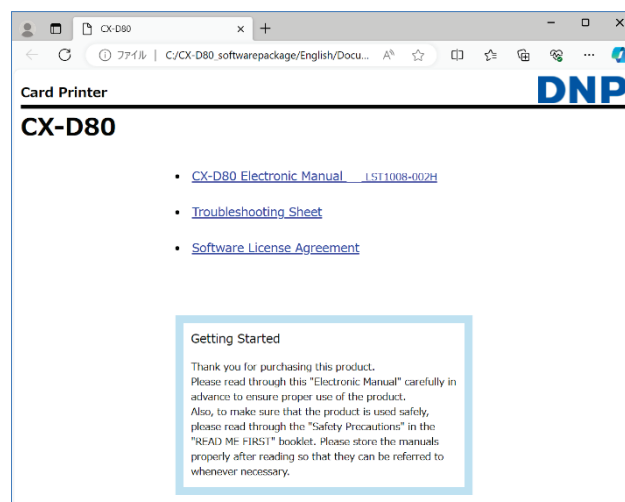 CX-D80
ファイル | C:/CX-D80_softwarepackage/English/Docu...
Card Printer
DNP
CX-D80
• CX-D80 Electronic Manual LST1008-002H
• Troubleshooting Sheet
• Software License Agreement
Getting Started
Thank you for purchasing this product.
Please read through this "Electronic Manual" carefully in
advance to ensure proper use of the product.
Also, to make sure that the product is used safely,
please read through the "Safety Precautions" in the
"READ ME FIRST" booklet. Please store the manuals
properly after reading so that they can be referred to
whenever necessary.